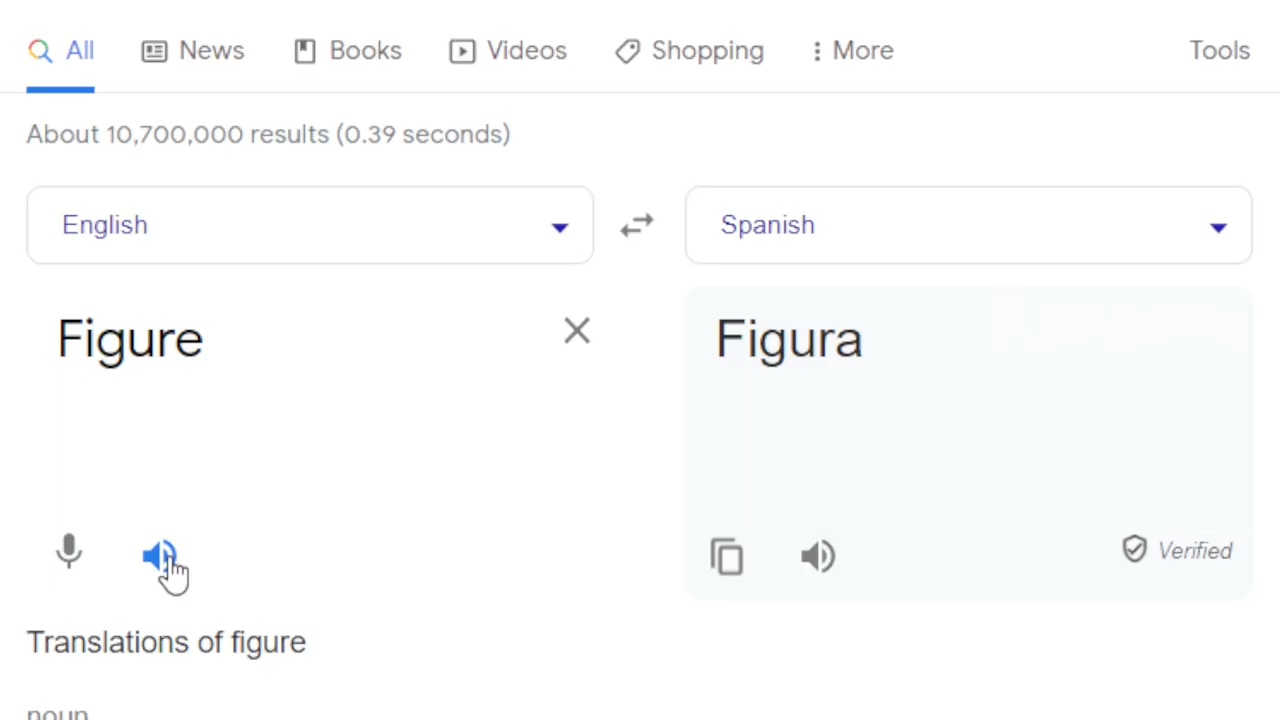 All News Books Videos Shopping More Tools
About 10,700,000 results (0.39 seconds)
English Spanish
Figure Figura
Verified
Translations of figure
noun